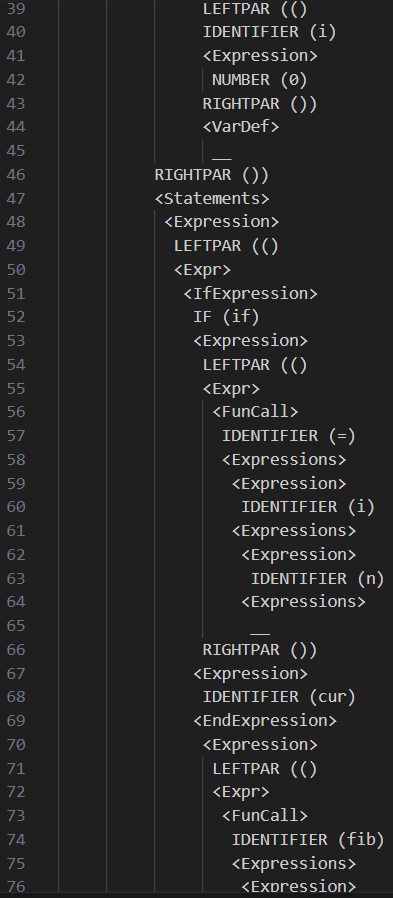 39 LEFTPAR (()
40 IDENTIFIER (i)
41 <Expression>
42 NUMBER (0)
43 RIGHTPAR ())
44 <VarDef>
45 __
46 RIGHTPAR ())
47 <Statements>
48 <Expression>
49 LEFTPAR (()
50 <Expr>
51 <IfExpression>
52 IF (if)
53 <Expression>
54 LEFTPAR (()
55 <Expr>
56 <FunCall>
57 IDENTIFIER (=)
58 <Expressions>
59 <Expression>
60 IDENTIFIER (i)
61 <Expressions>
62 <Expression>
63 IDENTIFIER (n)
64 <Expressions>
65 __
66 RIGHTPAR ())
67 <Expression>
68 IDENTIFIER (cur)
69 <EndExpression>
70 <Expression>
71 LEFTPAR (()
72 <Expr>
73 <FunCall>
74 IDENTIFIER (fib)
75 <Expressions>
76 <Expression>